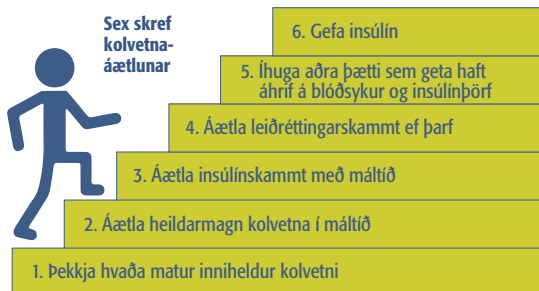 Sex skref
kolvetna-
áætlunar
6. Gefa insúlín
5. Íhuga aðra þætti sem geta haft
áhrif á blóðsykur og insúlínþörf
4. Áætla leiðréttingarskammt ef þarf
3. Áætla insúlínskammt með máltíð
2. Áætla heildarmagn kolvetna í máltíð
1. Þekkja hvaða matur inniheldur kolvetni